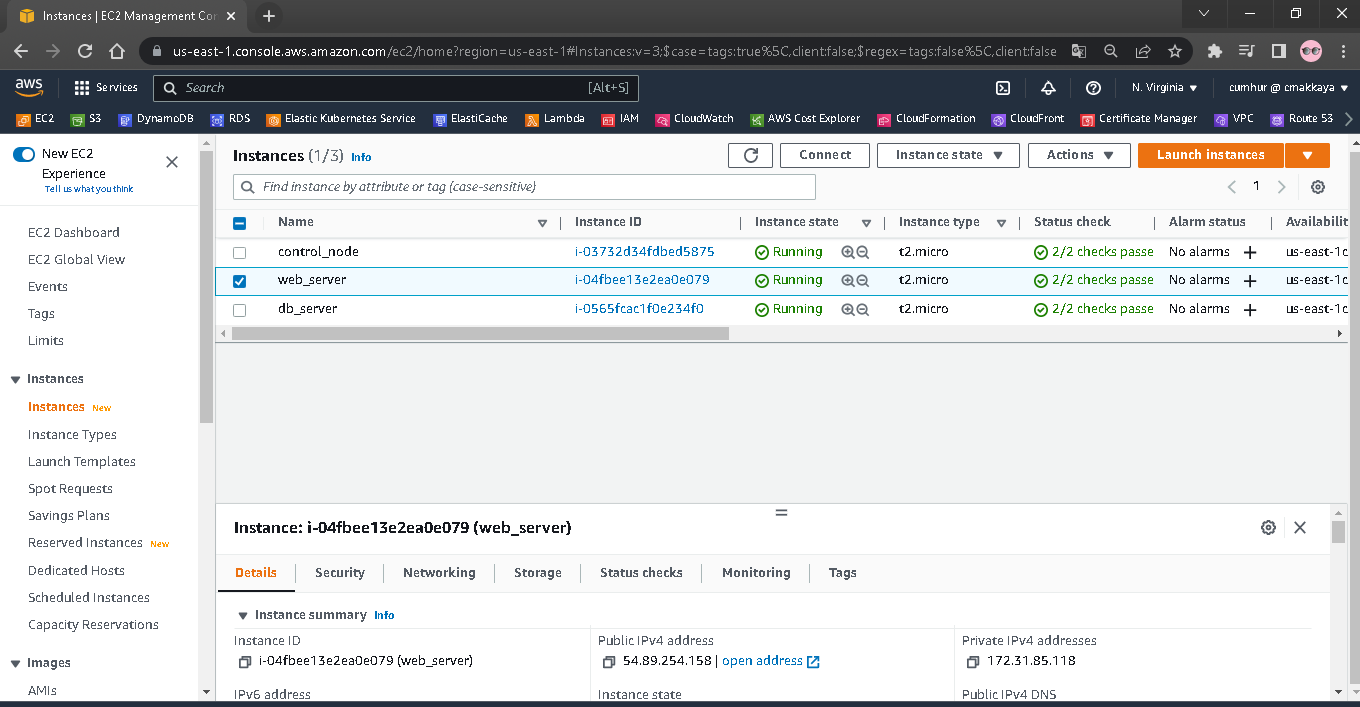 Instances | EC2 Management Con
us-east-1.console.aws.amazon.com/ec2/home?region=us-east-1#Instances:v=3;$case=tags:true%5C,client:false;$regex=tags:false%5C,client:false
aws Services Search [Alt+S] N. Virginia ▼ cumhur @ cmakkaya ▼
EC2 S3 DynamoDB RDS Elastic Kubernetes Service ElastiCache Lambda IAM CloudWatch AWS Cost Explorer CloudFormation CloudFront Certificate Manager VPC Route 53
New EC2
Experience
Tell us what you think
EC2 Dashboard
EC2 Global View
Events
Tags
Limits
Instances
Instances New
Instance Types
Launch Templates
Spot Requests
Savings Plans
Reserved Instances New
Dedicated Hosts
Scheduled Instances
Capacity Reservations
Images
AMIs
Instances (1/3) Info
Connect Instance state ▼ Actions ▼ Launch instances ▼
Find instance by attribute or tag (case-sensitive)
1
Name Instance ID Instance state Instance type Status check Alarm status Availabilit
control_node i-03732d34fdbed5875 Running t2.micro 2/2 checks passe No alarms + us-east-1c
web_server i-04fbee13e2ea0e079 Running t2.micro 2/2 checks passe No alarms + us-east-1c
db_server i-0565fcac1f0e234f0 Running t2.micro 2/2 checks passe No alarms + us-east-1c
Instance: i-04fbee13e2ea0e079 (web_server)
Details Security Networking Storage Status checks Monitoring Tags
Instance summary Info
Instance ID
i-04fbee13e2ea0e079 (web_server)
Public IPv4 address
54.89.254.158 | open address
Private IPv4 addresses
172.31.85.118
IPv6 address
Instance state
Public IPv4 DNS